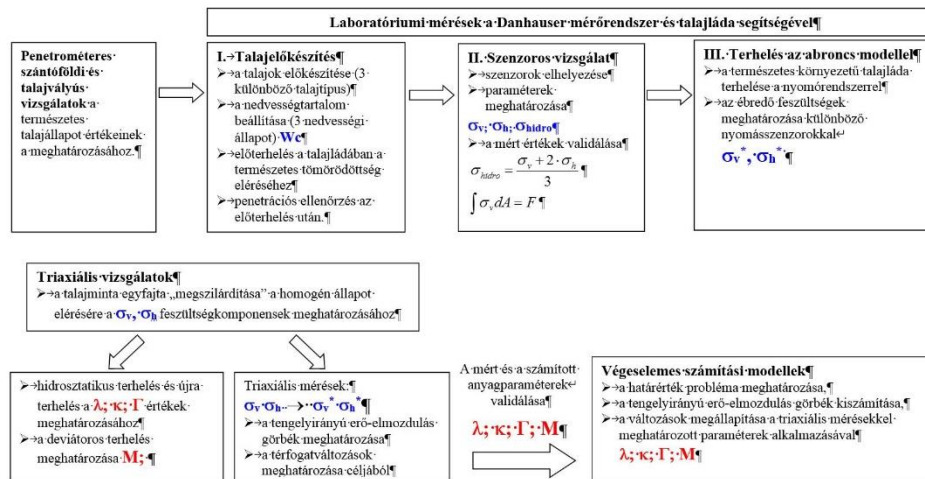 Laboratóriumi mérések a Danhauser mérőrendszer és talajláda segítségével¶
Penetrométeres
szántóföldi és
talajvályús
vizsgálatok a
természetes
talajállapot értékeinek
a meghatározásához.¶
I.→Talajelőkészítés¶
➢→a talajok előkészítése (3
különböző talajtípus)¶
➢→a nedvességtartalom
beállítása (3 nedvességi
állapot) Wc¶
➢→előterhelés a talajládában a
természetes tömörödöttség
eléréséhez¶
➢→penetrációs ellenőrzés az
előterhelés után.¶
II. Szenzoros vizsgálat¶
➢→szenzorok elhelyezése¶
➢→paraméterek
meghatározása¶
σv; σh; σhidro¶
➢→a mért értékek validálása¶
σhidro = (σv + 2·σh)/3 ¶
∫σv dA = F ¶
III. Terhelés az abroncs modellel¶
➢→a természetes környezetű talajláda
terhelése a nyomórendszerrel¶
➢→az ébredő feszültségek
meghatározása különböző
nyomásszenzorokkal↵
σv*, σh*¶
Triaxiális vizsgálatok¶
➢→a talajminta egyfajta „megszilárdítása" a homogén állapot
elérésére a σv, σh feszültségkomponensek meghatározásához¶
➢→hidrosztatikus terhelés és újra
terhelés a λ; κ; Γ értékek
meghatározásához¶
➢→a deviátoros terhelés
meghatározása M; ¶
Triaxiális mérések:¶
σv σh··→··σv* σh*¶
➢→a tengelyirányú erő-elmozdulás
görbék meghatározása¶
➢→a térfogatváltozások
meghatározása céljából¶
A mért és a számított
anyagparaméterek↵
validálása¶
λ; κ; Γ; M¶
Végeselemes számítási modellek¶
➢→a határérték probléma meghatározása,¶
➢→a tengelyirányú erő-elmozdulás görbék kiszámítása,¶
➢→a változások megállapítása a triaxiális mérésekkel
meghatározott paraméterek alkalmazásával¶
λ; κ; Γ; M¶